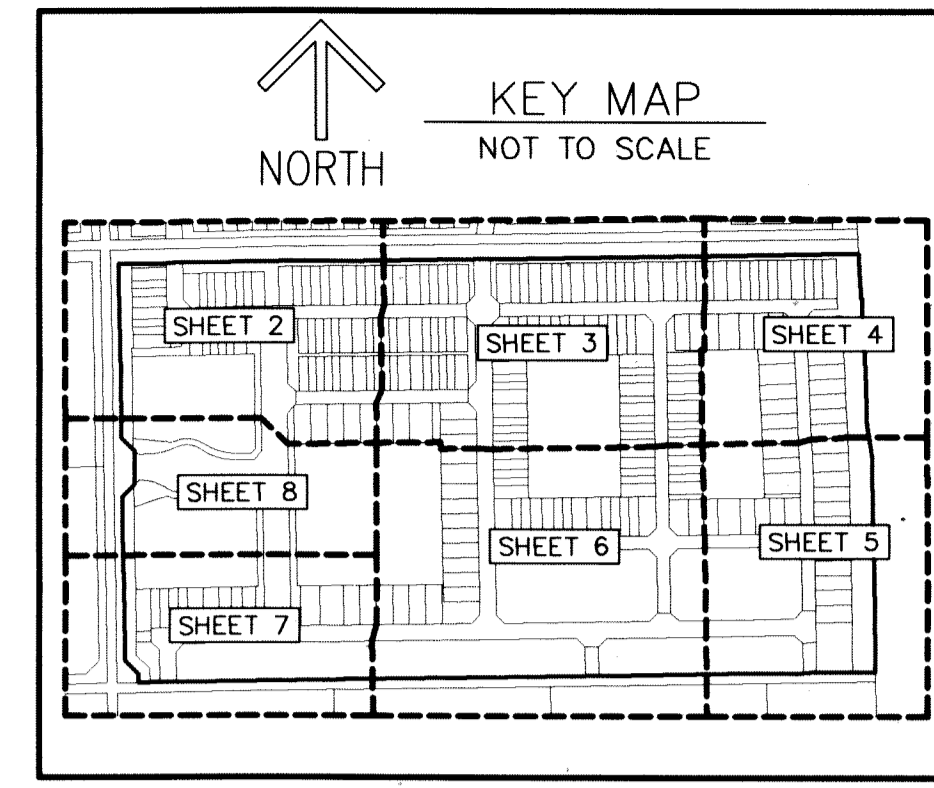 KEY MAP
NOT TO SCALE
NORTH
SHEET 2
SHEET 3
SHEET 4
SHEET 8
SHEET 6
SHEET 5
SHEET 7